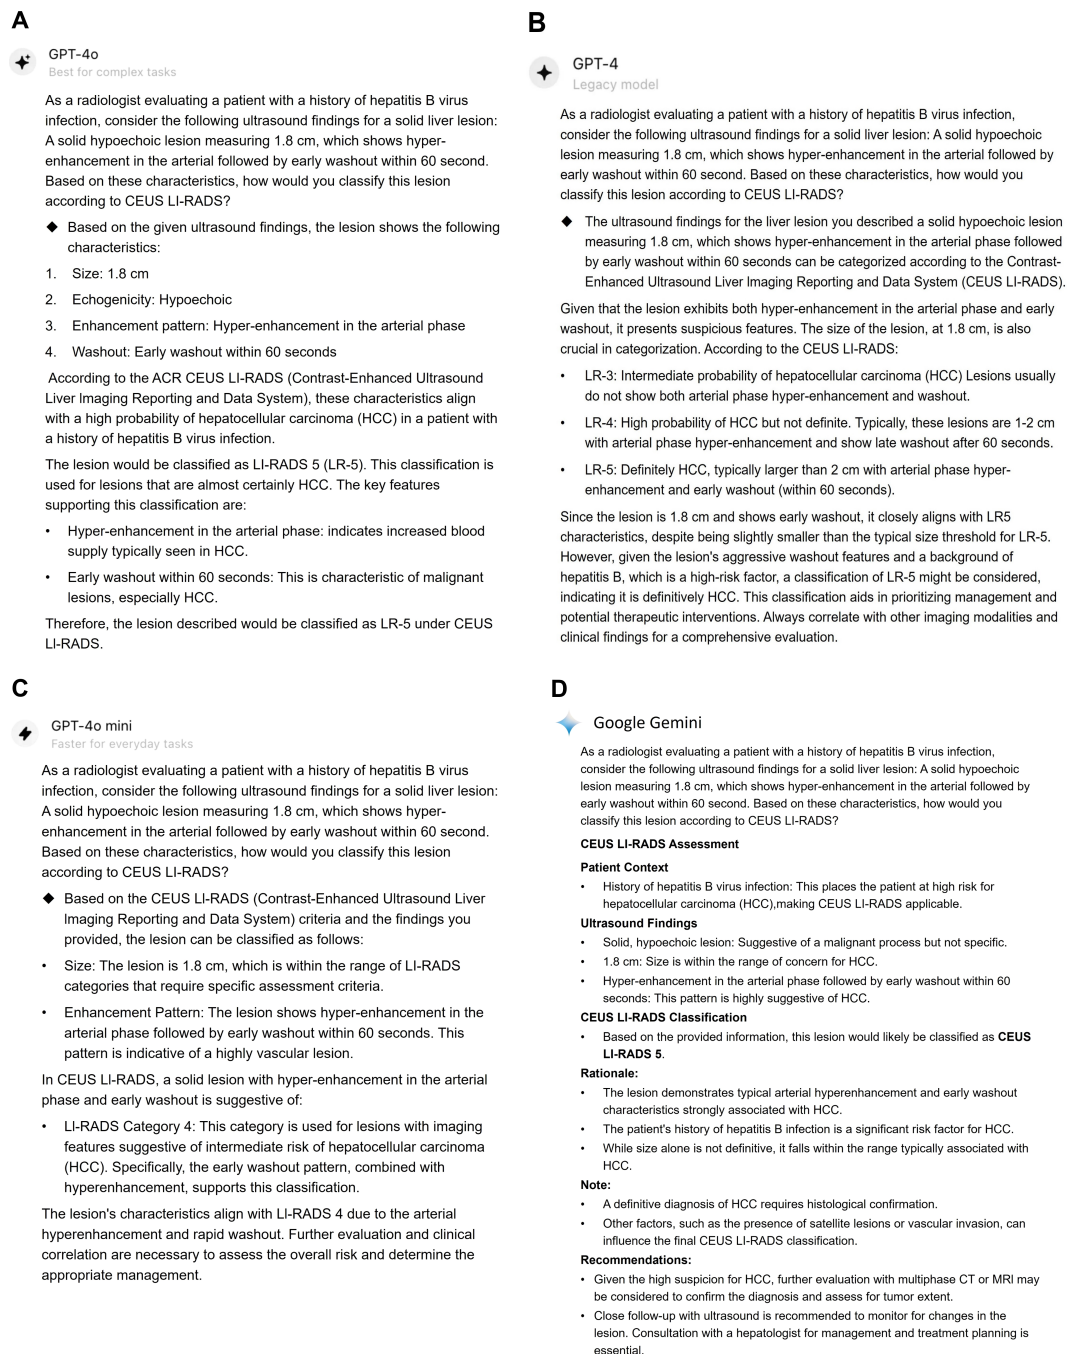 A
GPT-4o
Best for complex tasks
As a radiologist evaluating a patient with a history of hepatitis B virus
infection, consider the following ultrasound findings for a solid liver lesion:
A solid hypoechoic lesion measuring 1.8 cm, which shows hyper-
enhancement in the arterial followed by early washout within 60 second.
Based on these characteristics, how would you classify this lesion
according to CEUS LI-RADS?
◆ Based on the given ultrasound findings, the lesion shows the following
characteristics:
1. Size: 1.8 cm
2. Echogenicity: Hypoechoic
3. Enhancement pattern: Hyper-enhancement in the arterial phase
4. Washout: Early washout within 60 seconds
According to the ACR CEUS LI-RADS (Contrast-Enhanced Ultrasound
Liver Imaging Reporting and Data System), these characteristics align
with a high probability of hepatocellular carcinoma (HCC) in a patient with
a history of hepatitis B virus infection.
The lesion would be classified as LI-RADS 5 (LR-5). This classification is
used for lesions that are almost certainly HCC. The key features
supporting this classification are:
• Hyper-enhancement in the arterial phase: indicates increased blood
supply typically seen in HCC.
• Early washout within 60 seconds: This is characteristic of malignant
lesions, especially HCC.
Therefore, the lesion described would be classified as LR-5 under CEUS
LI-RADS.
B
GPT-4
Legacy model
As a radiologist evaluating a patient with a history of hepatitis B virus infection,
consider the following ultrasound findings for a solid liver lesion: A solid hypoechoic
lesion measuring 1.8 cm, which shows hyper-enhancement in the arterial followed by
early washout within 60 second. Based on these characteristics, how would you
classify this lesion according to CEUS LI-RADS?
◆ The ultrasound findings for the liver lesion you described a solid hypoechoic lesion
measuring 1.8 cm, which shows hyper-enhancement in the arterial phase followed
by early washout within 60 seconds can be categorized according to the Contrast-
Enhanced Ultrasound Liver Imaging Reporting and Data System (CEUS LI-RADS).
Given that the lesion exhibits both hyper-enhancement in the arterial phase and early
washout, it presents suspicious features. The size of the lesion, at 1.8 cm, is also
crucial in categorization. According to the CEUS LI-RADS:
• LR-3: Intermediate probability of hepatocellular carcinoma (HCC) Lesions usually
do not show both arterial phase hyper-enhancement and washout.
• LR-4: High probability of HCC but not definite. Typically, these lesions are 1-2 cm
with arterial phase hyper-enhancement and show late washout after 60 seconds.
• LR-5: Definitely HCC, typically larger than 2 cm with arterial phase hyper-
enhancement and early washout (within 60 seconds).
Since the lesion is 1.8 cm and shows early washout, it closely aligns with LR5
characteristics, despite being slightly smaller than the typical size threshold for LR-5.
However, given the lesion's aggressive washout features and a background of
hepatitis B, which is a high-risk factor, a classification of LR-5 might be considered,
indicating it is definitively HCC. This classification aids in prioritizing management and
potential therapeutic interventions. Always correlate with other imaging modalities and
clinical findings for a comprehensive evaluation.
C
GPT-4o mini
Faster for everyday tasks
As a radiologist evaluating a patient with a history of hepatitis B virus
infection, consider the following ultrasound findings for a solid liver lesion:
A solid hypoechoic lesion measuring 1.8 cm, which shows hyper-
enhancement in the arterial followed by early washout within 60 second.
Based on these characteristics, how would you classify this lesion
according to CEUS LI-RADS?
◆ Based on the CEUS LI-RADS (Contrast-Enhanced Ultrasound Liver
Imaging Reporting and Data System) criteria and the findings you
provided, the lesion can be classified as follows:
• Size: The lesion is 1.8 cm, which is within the range of LI-RADS
categories that require specific assessment criteria.
• Enhancement Pattern: The lesion shows hyper-enhancement in the
arterial phase followed by early washout within 60 seconds. This
pattern is indicative of a highly vascular lesion.
In CEUS LI-RADS, a solid lesion with hyper-enhancement in the arterial
phase and early washout is suggestive of:
• LI-RADS Category 4: This category is used for lesions with imaging
features suggestive of intermediate risk of hepatocellular carcinoma
(HCC). Specifically, the early washout pattern, combined with
hyperenhancement, supports this classification.
The lesion's characteristics align with LI-RADS 4 due to the arterial
hyperenhancement and rapid washout. Further evaluation and clinical
correlation are necessary to assess the overall risk and determine the
appropriate management.
D
Google Gemini
As a radiologist evaluating a patient with a history of hepatitis B virus infection,
consider the following ultrasound findings for a solid liver lesion: A solid hypoechoic
lesion measuring 1.8 cm, which shows hyper-enhancement in the arterial followed by
early washout within 60 second. Based on these characteristics, how would you
classify this lesion according to CEUS LI-RADS?
CEUS LI-RADS Assessment
Patient Context
• History of hepatitis B virus infection: This places the patient at high risk for
hepatocellular carcinoma (HCC),making CEUS LI-RADS applicable.
Ultrasound Findings
• Solid, hypoechoic lesion: Suggestive of a malignant process but not specific.
• 1.8 cm: Size is within the range of concern for HCC.
• Hyper-enhancement in the arterial phase followed by early washout within 60
seconds: This pattern is highly suggestive of HCC.
CEUS LI-RADS Classification
• Based on the provided information, this lesion would likely be classified as CEUS
LI-RADS 5.
Rationale:
• The lesion demonstrates typical arterial hyperenhancement and early washout
characteristics strongly associated with HCC.
• The patient's history of hepatitis B infection is a significant risk factor for HCC.
• While size alone is not definitive, it falls within the range typically associated with
HCC.
Note:
• A definitive diagnosis of HCC requires histological confirmation.
• Other factors, such as the presence of satellite lesions or vascular invasion, can
influence the final CEUS LI-RADS classification.
Recommendations:
• Given the high suspicion for HCC, further evaluation with multiphase CT or MRI may
be considered to confirm the diagnosis and assess for tumor extent.
• Close follow-up with ultrasound is recommended to monitor for changes in the
lesion. Consultation with a hepatologist for management and treatment planning is
essential.